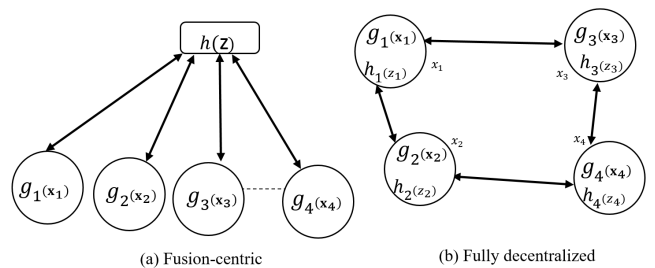 h(z)
g1(x1)
g2(x2)
g3(x3)
g4(x4)
(a) Fusion-centric
g1(x1)
h1(z1)
x1
g3(x3)
h3(z3)
x3
g2(x2)
h2(z2)
x2
g4(x4)
h4(z4)
x4
(b) Fully decentralized